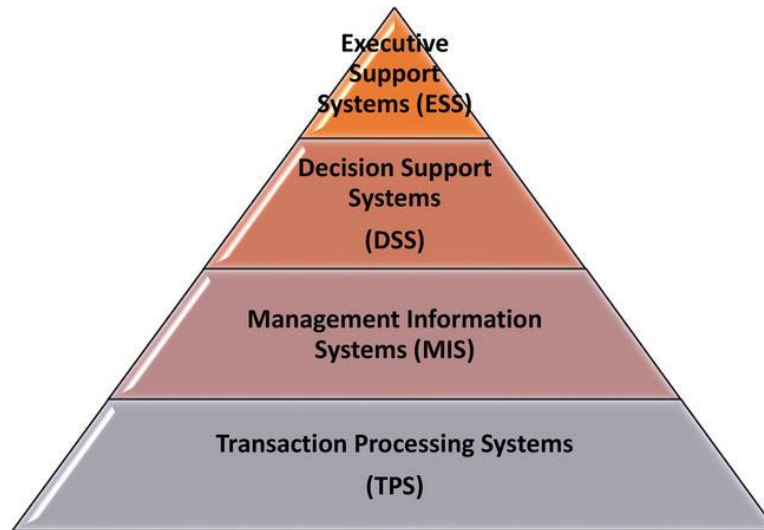 Executive
Support
Systems (ESS)
Decision Support
Systems
(DSS)
Management Information
Systems (MIS)
Transaction Processing Systems
(TPS)